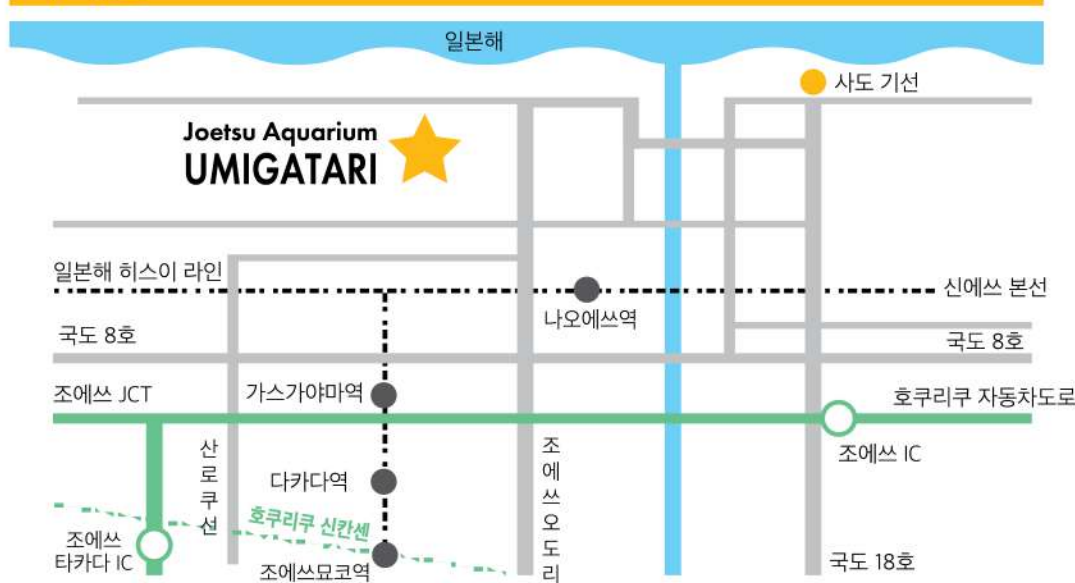 일본해
사도 기선
Joetsu Aquarium
UMIGATARI
일본해 히스이 라인
신에쓰 본선
나오에쓰역
국도 8호
국도 8호
조에쓰 JCT
가스가야마역
호쿠리쿠 자동차도로
조에쓰 IC
산로쿠선
조에쓰오도리
다카다역
호쿠리쿠 신칸센
조에쓰
타카다 IC
조에쓰묘코역
국도 18호